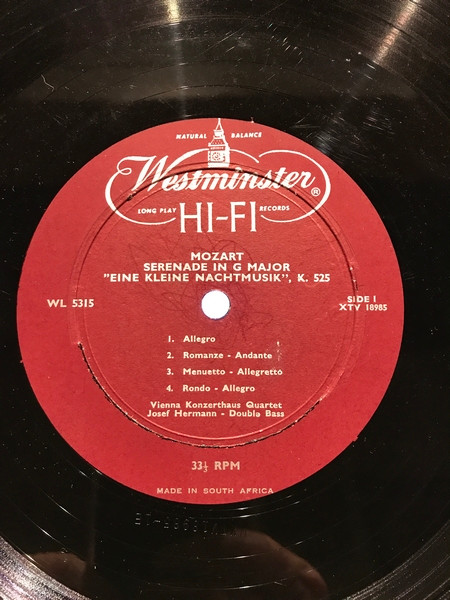 NATURAL BALANCE
Westminster®
LONG PLAY HI-FI RECORDS
MOZART
SERENADE IN G MAJOR
"EINE KLEINE NACHTMUSIK", K. 525
WL 5315
SIDE 1
XTV 18985
1. Allegro
2. Romanze - Andante
3. Menuetto - Allegretto
4. Rondo - Allegro
Vienna Konzerthaus Quartet
Josef Hermann - Double Bass
33⅓ RPM
MADE IN SOUTH AFRICA